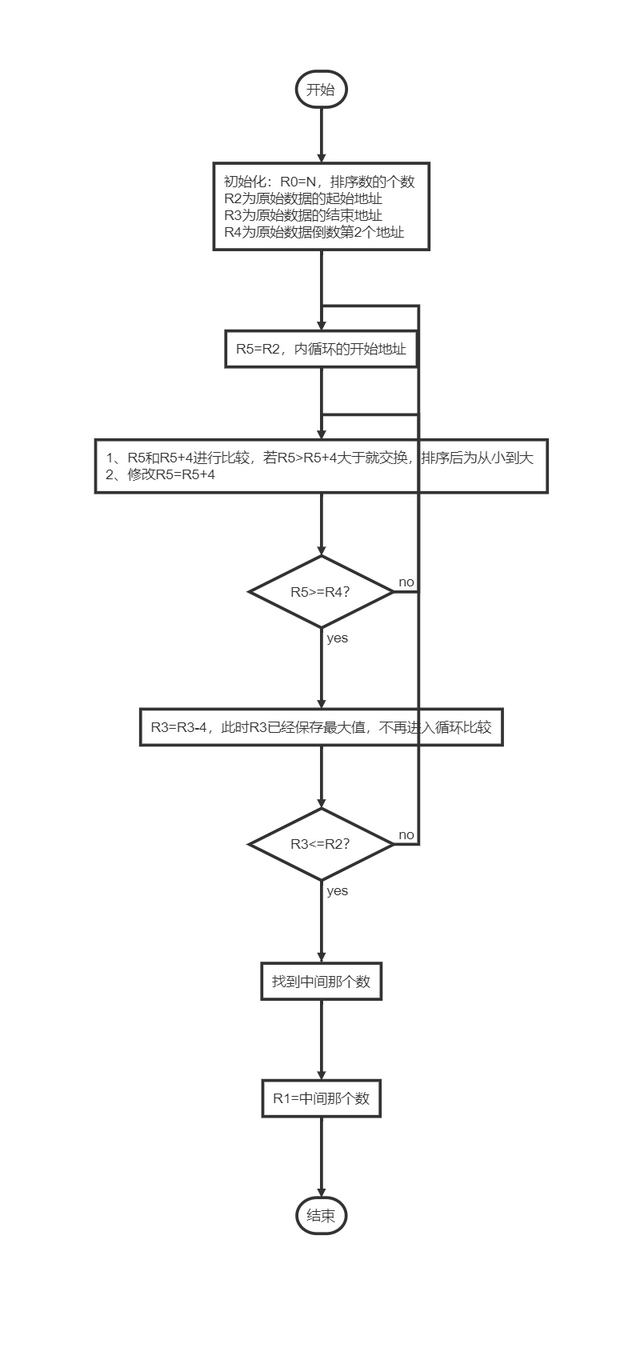 开始
初始化：R0=N，排序数的个数
R2为原始数据的起始地址
R3为原始数据的结束地址
R4为原始数据倒数第2个地址
R5=R2，内循环的开始地址
1、R5和R5+4进行比较，若R5>R5+4大于就交换，排序后为从小到大
2、修改R5=R5+4
R5>=R4?
no
yes
R3=R3-4，此时R3已经保存最大值，不再进入循环比较
R3<=R2?
no
yes
找到中间那个数
R1=中间那个数
结束